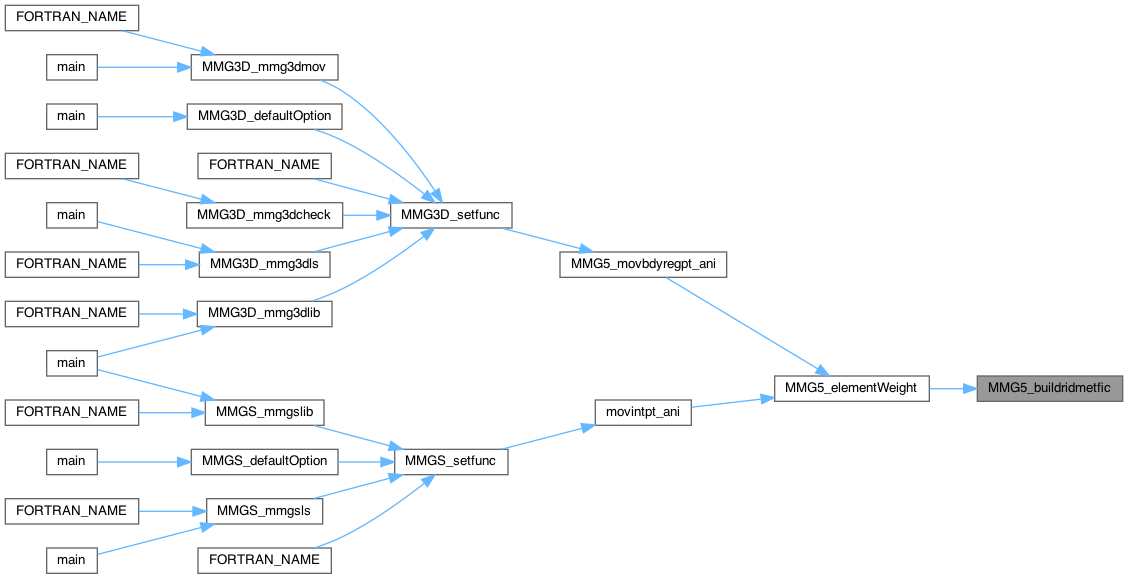 FORTRAN_NAME
main
MMG3D_mmg3dmov
main
MMG3D_defaultOption
FORTRAN_NAME
FORTRAN_NAME
main
MMG3D_mmg3dcheck
MMG3D_setfunc
FORTRAN_NAME
MMG3D_mmg3dls
MMG5_movbdyregpt_ani
FORTRAN_NAME
MMG3D_mmg3dlib
main
MMG5_elementWeight
MMG5_buildridmetfic
FORTRAN_NAME
MMGS_mmgslib
movintpt_ani
main
MMGS_defaultOption
MMGS_setfunc
FORTRAN_NAME
MMGS_mmgsls
main
FORTRAN_NAME